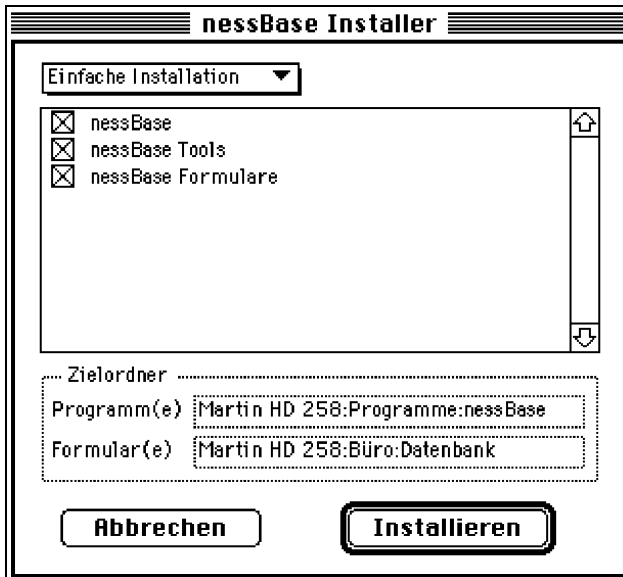 nessBase Installer
Einfache Installation
nessBase
nessBase Tools
nessBase Formulare
Zielordner
Programm(e) Martin HD 258:Programme:nessBase
Formular(e) Martin HD 258:Büro:Datenbank
Abbrechen Installieren